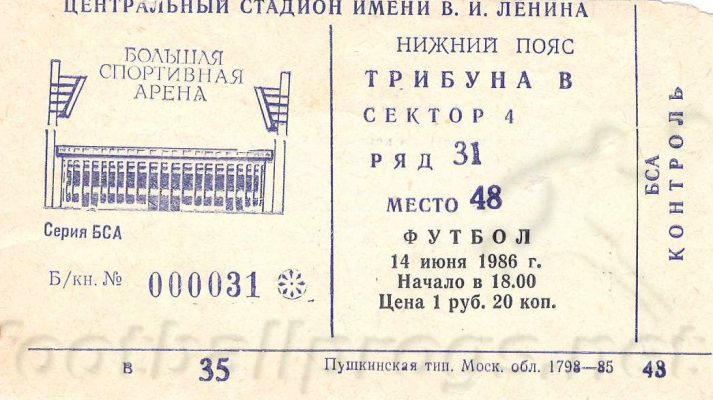 ЦЕНТРАЛЬНЫЙ СТАДИОН ИМЕНИ В. И. ЛЕНИНА
БОЛЬШАЯ
СПОРТИВНАЯ
АРЕНА
Серия БСА
Б/кн. № 000031
НИЖНИЙ ПОЯС
ТРИБУНА В
СЕКТОР 4
РЯД 31
МЕСТО 48
ФУТБОЛ
14 июня 1986 г.
Начало в 18.00
Цена 1 руб. 20 коп.
БСА
КОНТРОЛЬ
В 35 Пушкинская тип. Моск. обл. 1798—85 48